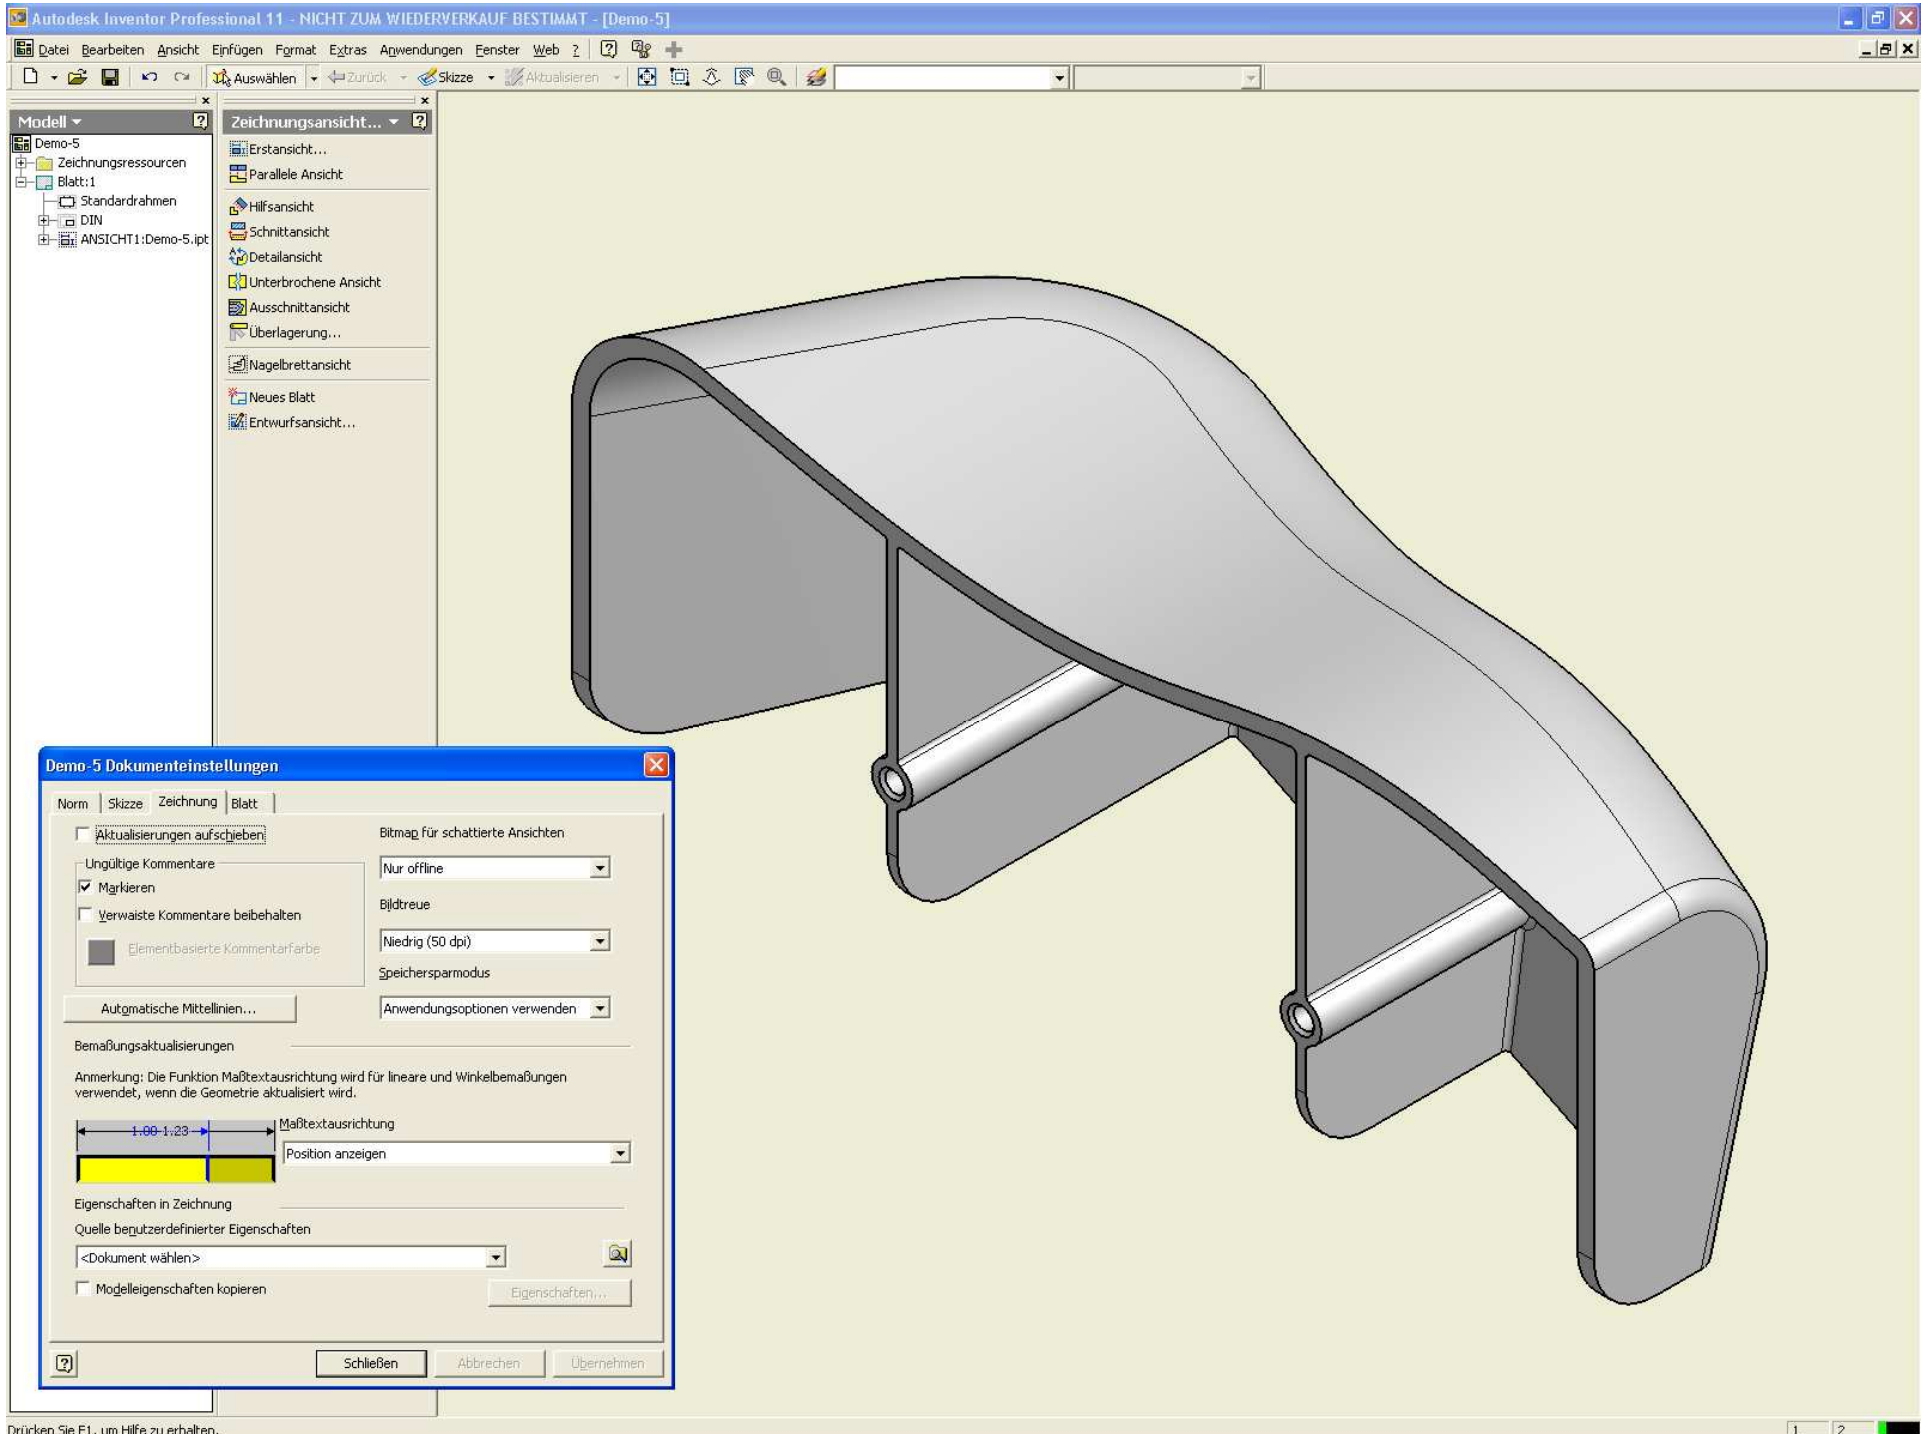 Autodesk Inventor Professional 11 - NICHT ZUM WIEDERVERKAUF BESTIMMT - [Demo-5]
Datei Bearbeiten Ansicht Einfügen Format Extras Anwendungen Fenster Web ?
Auswählen Zurück Skizze Aktualisieren
Modell
Demo-5
Zeichnungsressourcen
Blatt:1
Standardrahmen
DIN
ANSICHT1:Demo-5.ipt
Zeichnungsansicht...
Erstansicht...
Parallele Ansicht
Hilfsansicht
Schnittansicht
Detailansicht
Unterbrochene Ansicht
Ausschnittansicht
Überlagerung...
Nagelbrettansicht
Neues Blatt
Entwurfsansicht...
Demo-5 Dokumenteinstellungen
Norm Skizze Zeichnung Blatt
Aktualisierungen aufschieben
Ungültige Kommentare
Markieren
Verwaiste Kommentare beibehalten
Elementbasierte Kommentarfarbe
Automatische Mittellinien...
Bitmap für schattierte Ansichten
Nur offline
Bildtreue
Niedrig (50 dpi)
Speichersparmodus
Anwendungsoptionen verwenden
Bemaßungsaktualisierungen
Anmerkung: Die Funktion Maßtextausrichtung wird für lineare und Winkelbemaßungen
verwendet, wenn die Geometrie aktualisiert wird.
1.00-1.23
Maßtextausrichtung
Position anzeigen
Eigenschaften in Zeichnung
Quelle benutzerdefinierter Eigenschaften
<Dokument wählen>
Modelleigenschaften kopieren
Eigenschaften...
Schließen Abbrechen Übernehmen
Drücken Sie F1, um Hilfe zu erhalten.
1 2